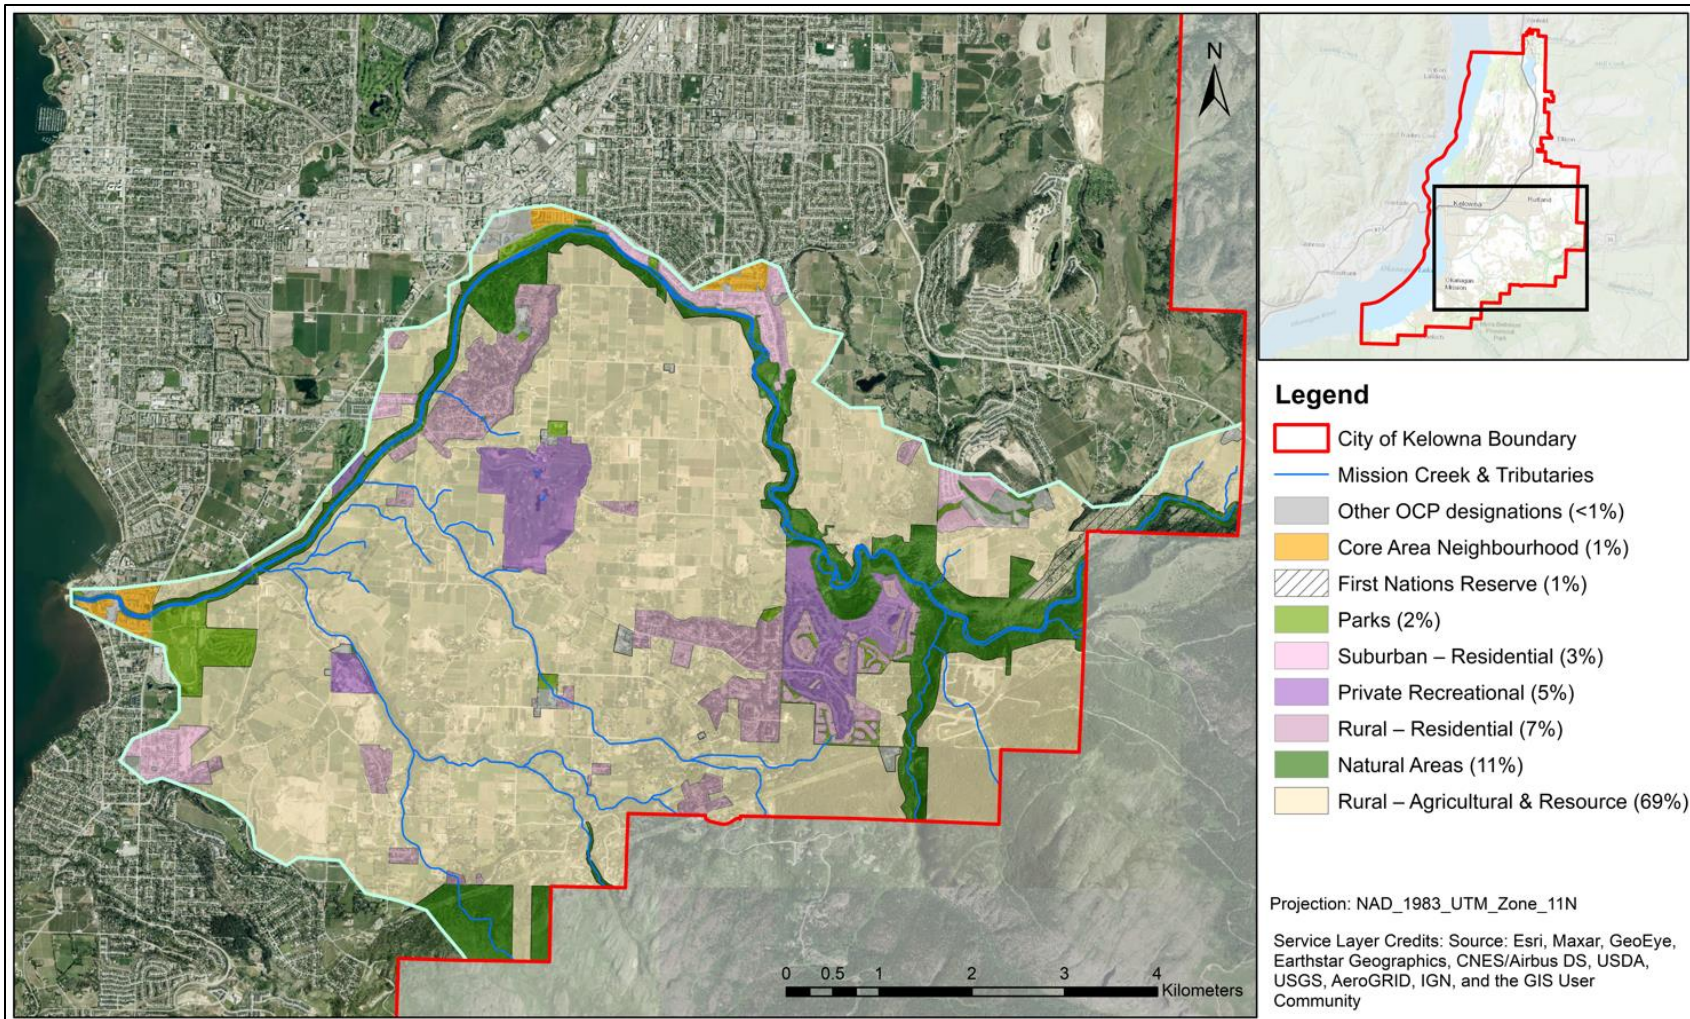 N
Kelowna
Rutland
Okanagan
Mission
Legend
City of Kelowna Boundary
Mission Creek & Tributaries
Other OCP designations (<1%)
Core Area Neighbourhood (1%)
First Nations Reserve (1%)
Parks (2%)
Suburban – Residential (3%)
Private Recreational (5%)
Rural – Residential (7%)
Natural Areas (11%)
Rural – Agricultural & Resource (69%)
Projection: NAD_1983_UTM_Zone_11N
Service Layer Credits: Source: Esri, Maxar, GeoEye,
Earthstar Geographics, CNES/Airbus DS, USDA,
USGS, AeroGRID, IGN, and the GIS User
Community
0 0.5 1 2 3 4
Kilometers